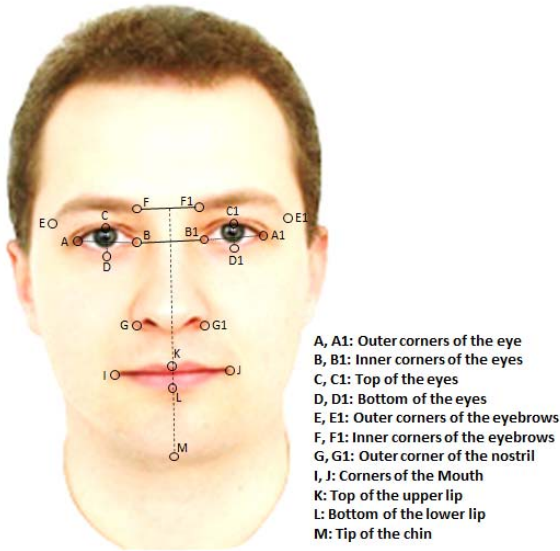 F F1
C C1
E E1
A B B1 A1
D D1
G G1
K
I J
L
M
A, A1: Outer corners of the eye
B, B1: Inner corners of the eyes
C, C1: Top of the eyes
D, D1: Bottom of the eyes
E, E1: Outer corners of the eyebrows
F, F1: Inner corners of the eyebrows
G, G1: Outer corner of the nostril
I, J: Corners of the Mouth
K: Top of the upper lip
L: Bottom of the lower lip
M: Tip of the chin